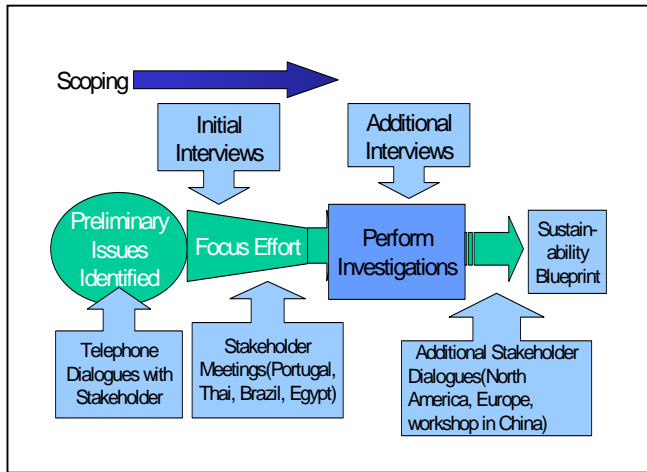 Scoping
Initial
Interviews
Additional
Interviews
Preliminary
Issues
Identified
Focus Effort
Perform
Investigations
Sustain-
ability
Blueprint
Telephone
Dialogues with
Stakeholder
Stakeholder
Meetings(Portugal,
Thai, Brazil, Egypt)
Additional Stakeholder
Dialogues(North
America, Europe,
workshop in China)